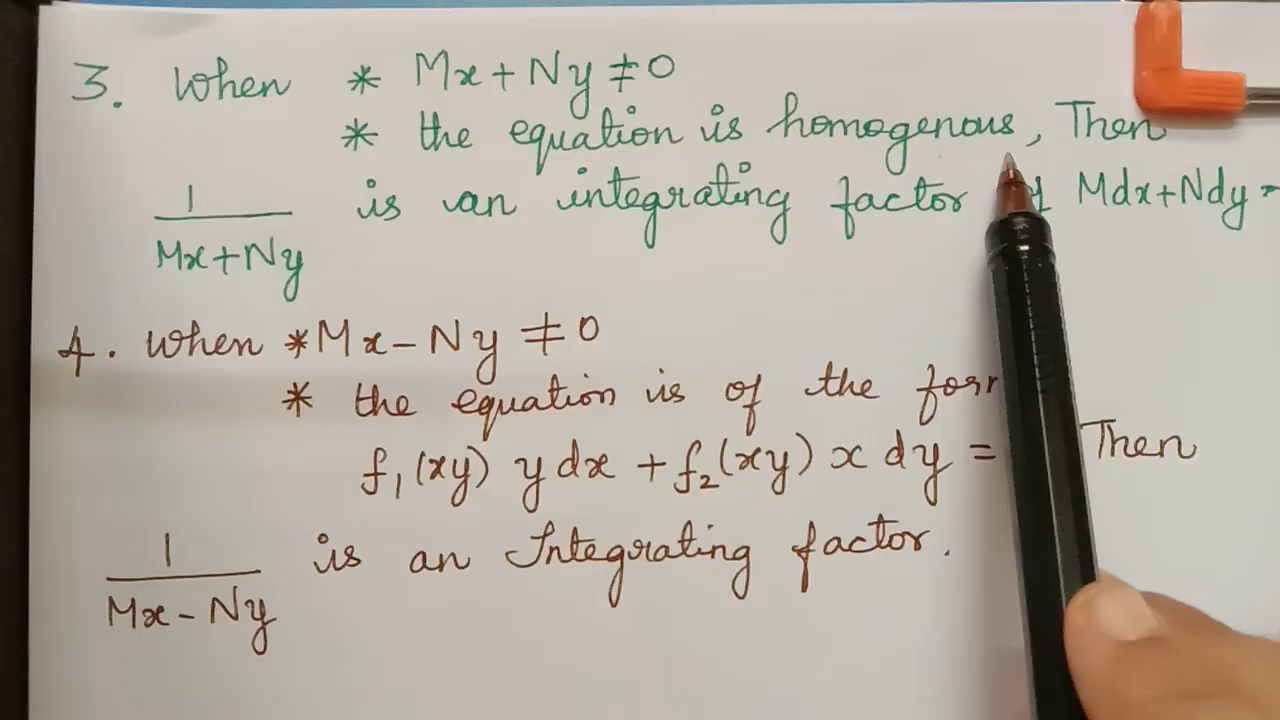 3. When * Mx + Ny ≠ 0
* the equation is homogenous, Then
1
is an integrating factor Mdx+Ndy =
Mx+Ny
4. When * Mx - Ny ≠ 0
* the equation is of the
f₁(xy) y dx + f₂(xy) x dy = Then
1
is an Integrating factor.
Mx - Ny